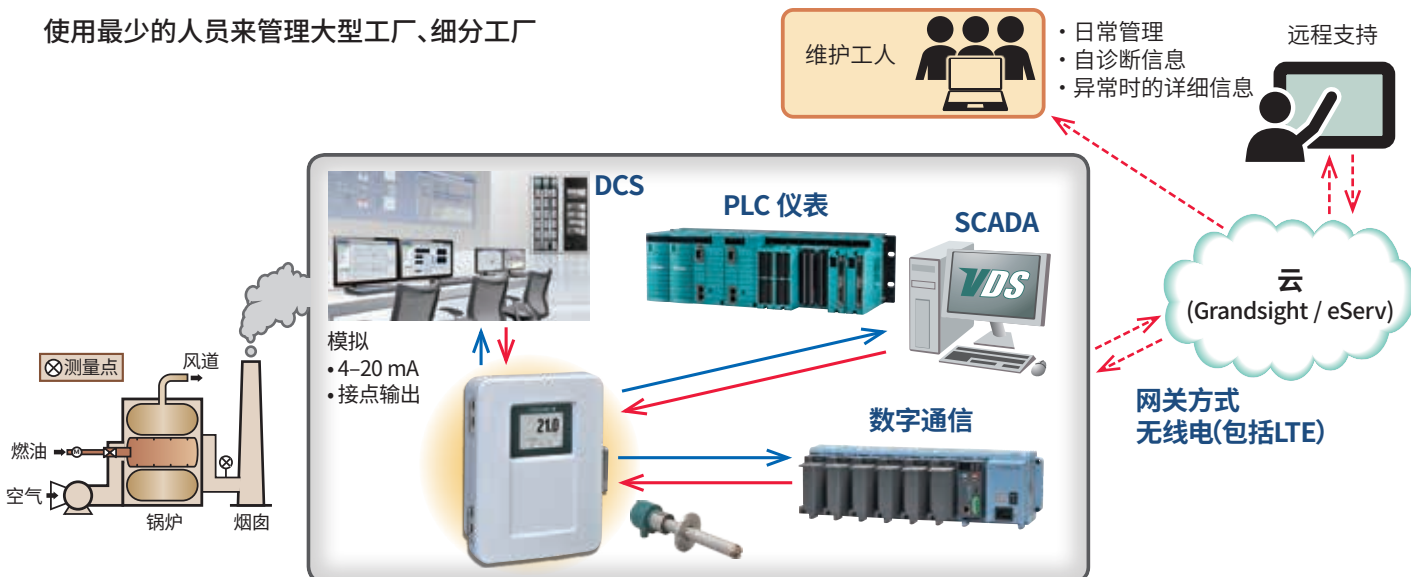 使用最少的人员来管理大型工厂、细分工厂
维护工人
・日常管理
・自诊断信息
・异常时的详细信息
远程支持
DCS
PLC 仪表
SCADA
VDS
云
(Grandsight / eServ)
模拟
•4–20 mA
•接点输出
21.0
数字通信
网关方式
无线电(包括LTE)
测量点
风道
燃油
M
空气
锅炉
烟囱